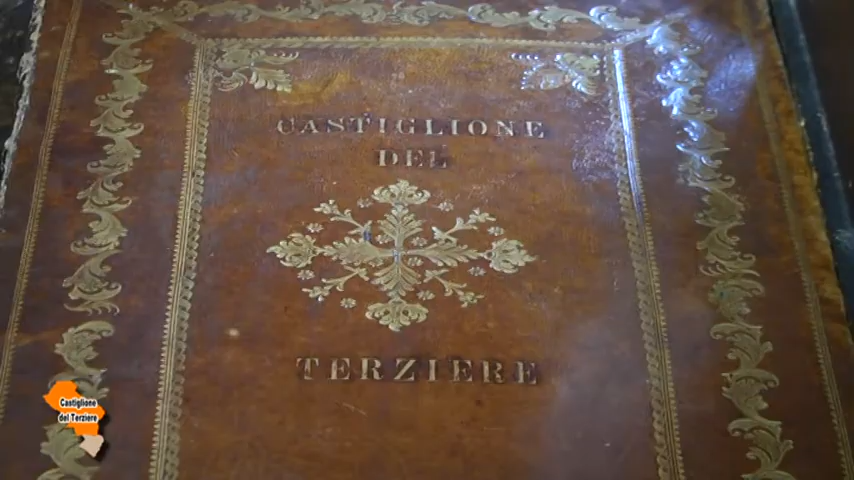 CASTIGLIONE
DEL
TERZIERE
Castiglione
del Terziere